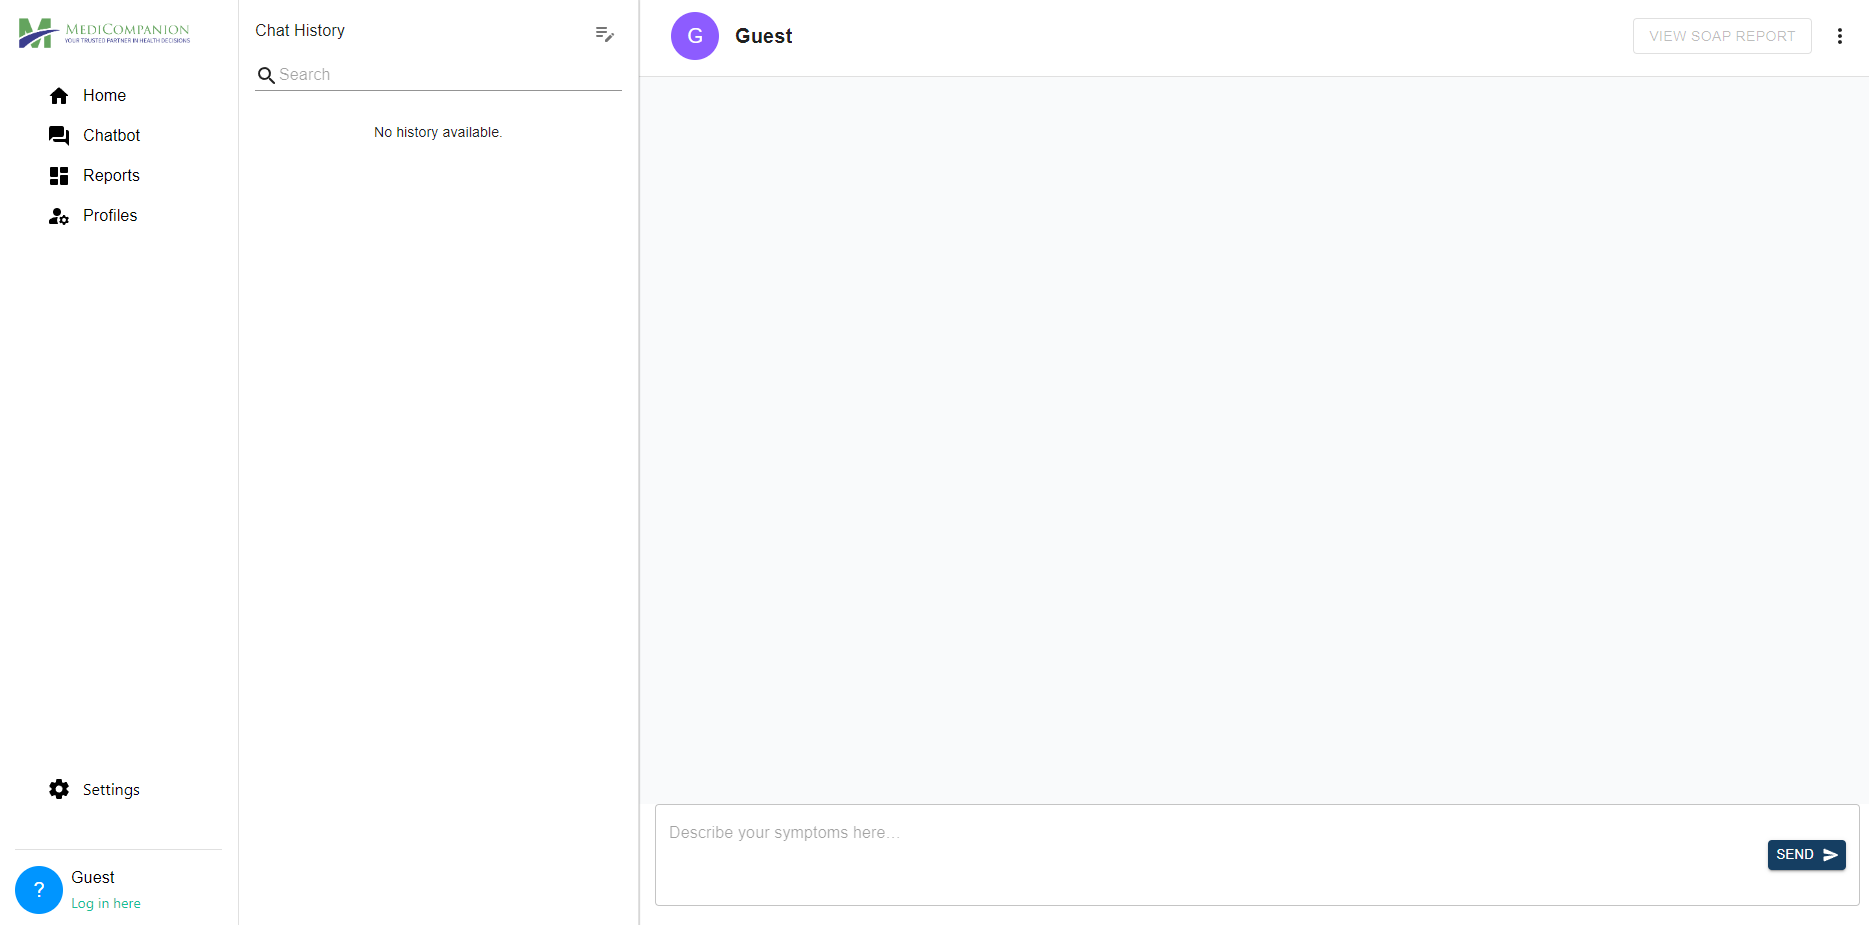 MEDICOMPANION
YOUR TRUSTED PARTNER IN HEALTH DECISIONS
Home
Chatbot
Reports
Profiles
Settings
?
Guest
Log in here
Chat History
Search
No history available.
G
Guest
VIEW SOAP REPORT
Describe your symptoms here...
SEND